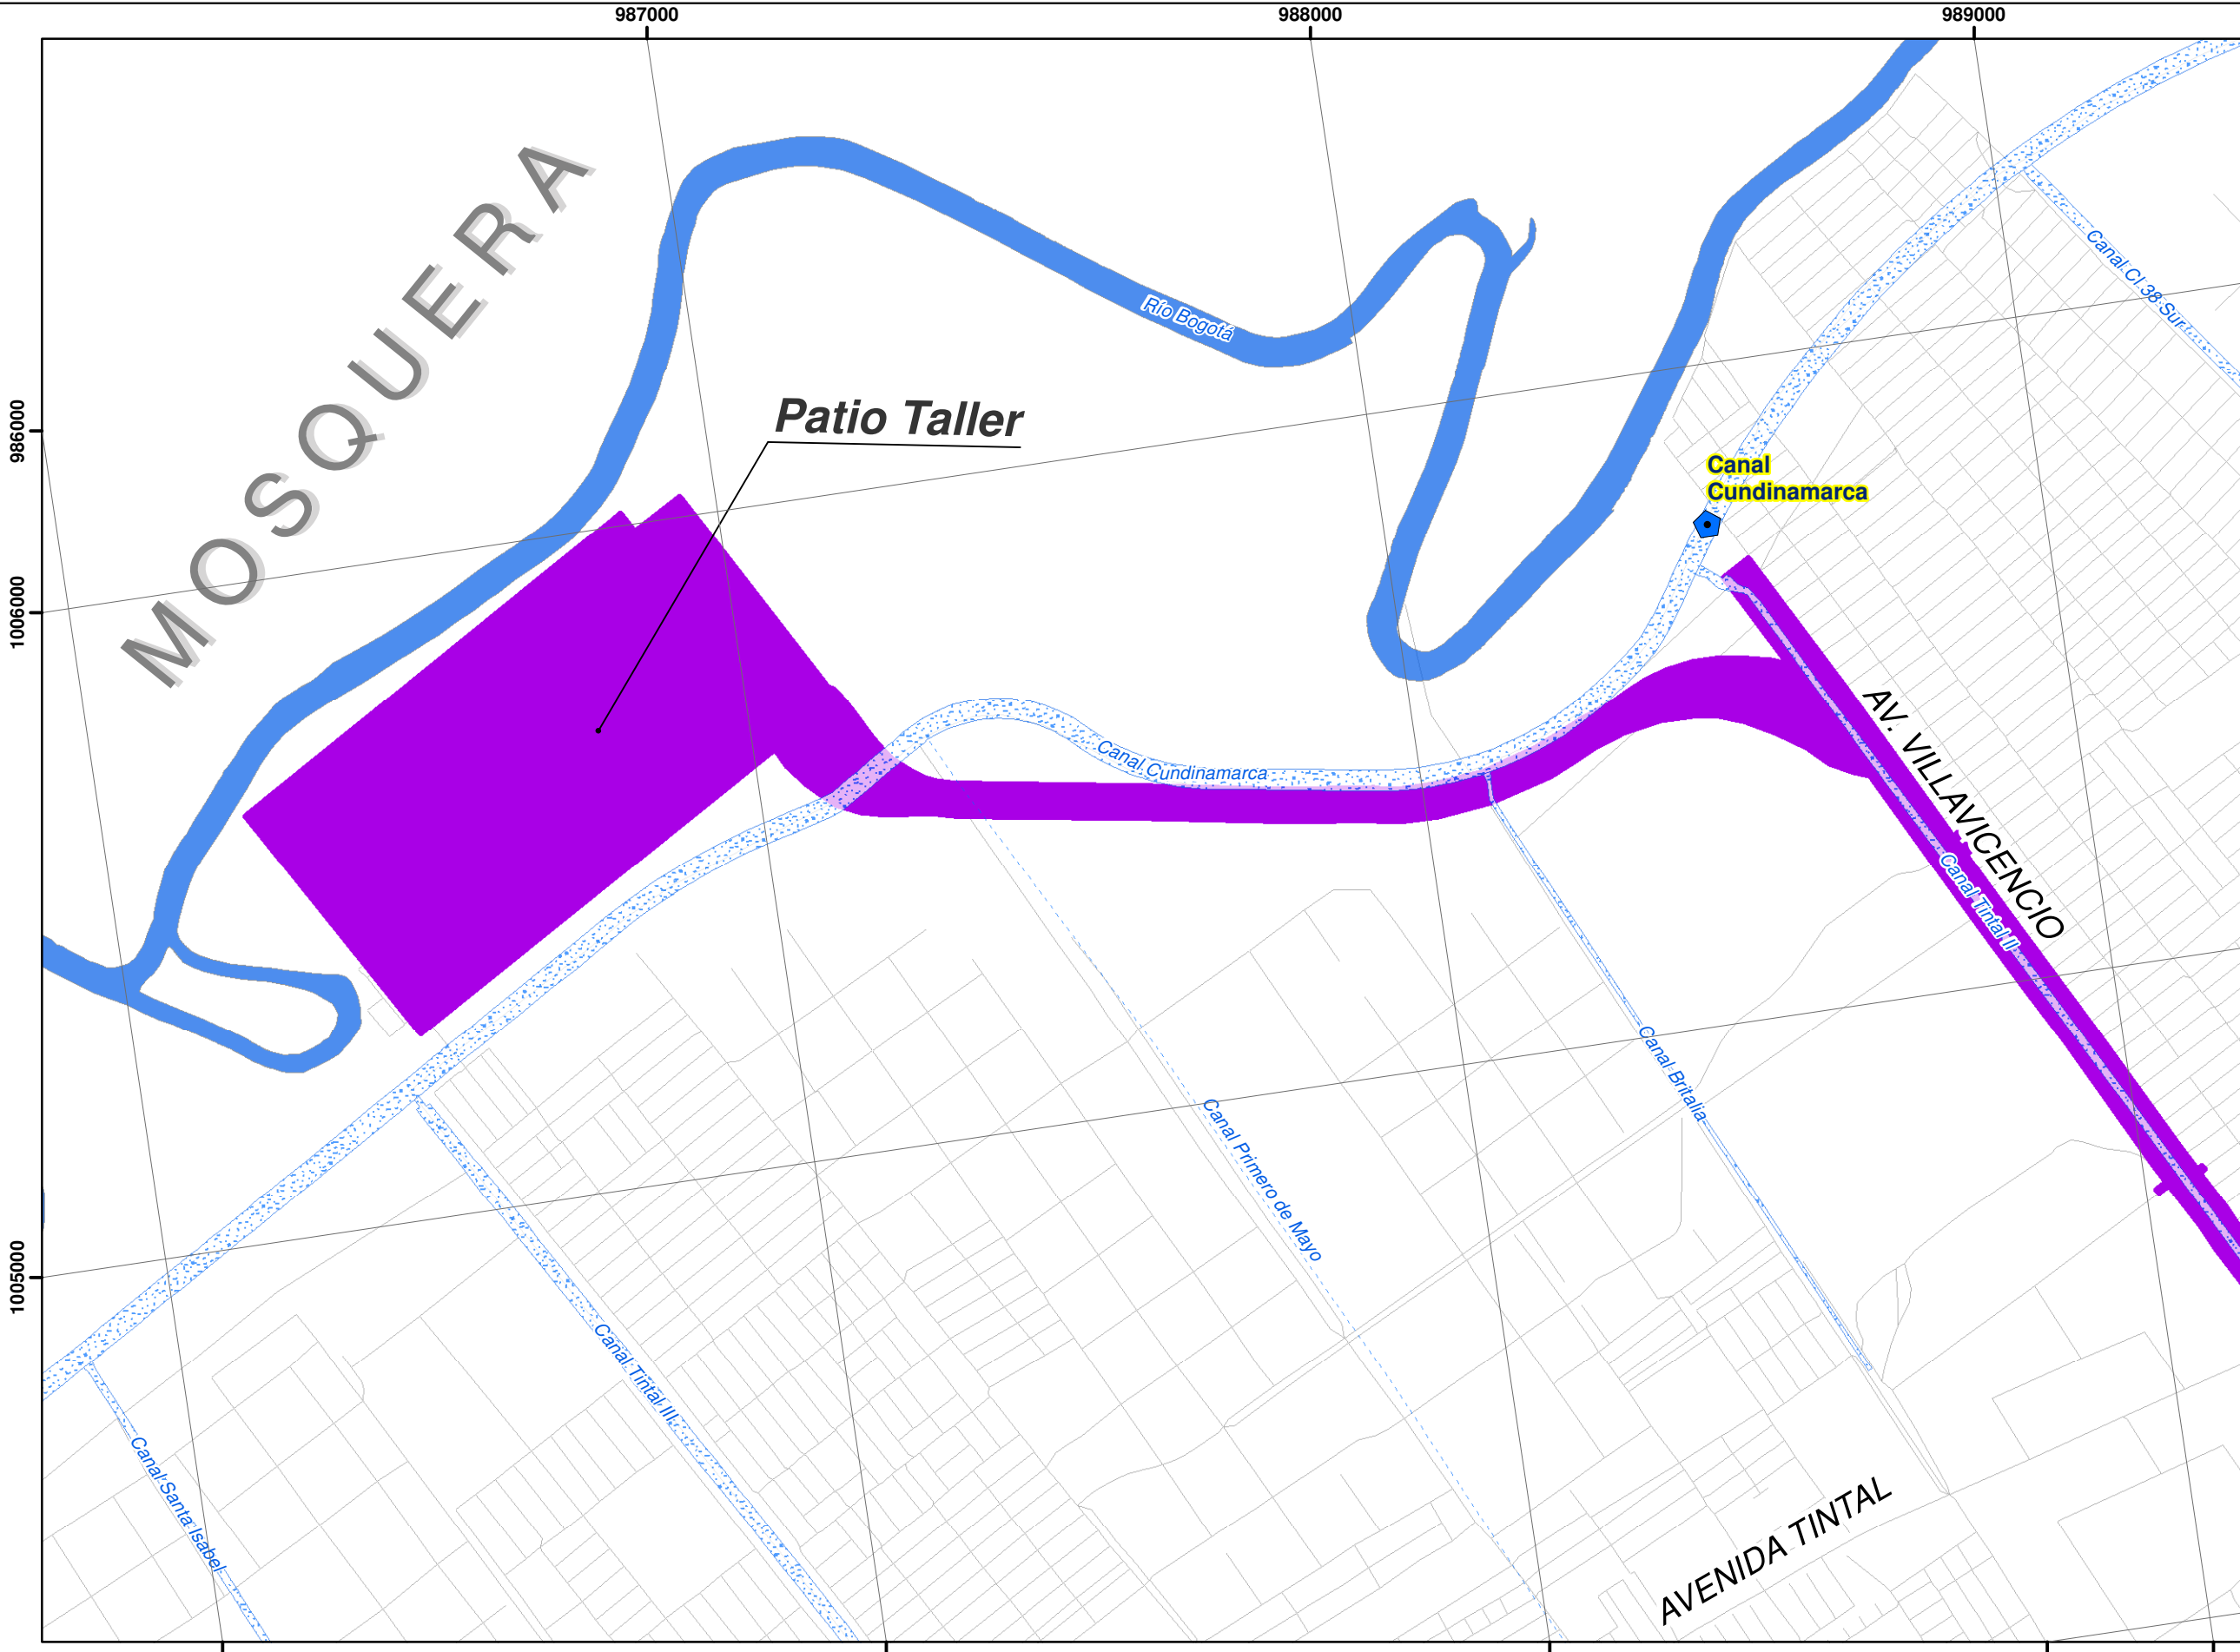 987000
988000
989000
986000
1006000
1005000
MOSQUERA
Río Bogotá
Canal Cl 38 Sur
Patio Taller
Canal
Cundinamarca
AV. VILLAVICENCIO
Canal Cundinamarca
Canal Tintal II
Canal Britalia
Canal Primero de Mayo
Canal Tintal III
Canal Santa Isabel
AVENIDA TINTAL